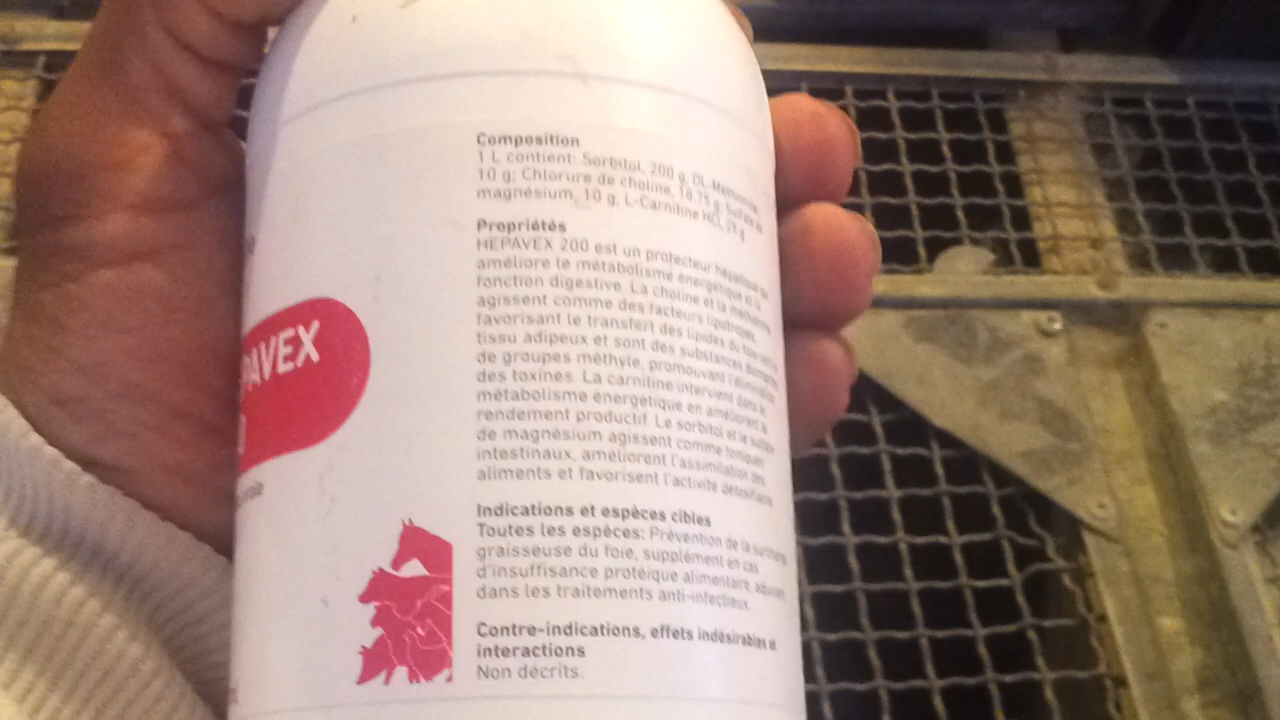 PAVEX
Composition
1 L contient: Sorbitol, 200 g; DL-Méthionine,
10 g; Chlorure de choline, 18,75 g; Sulfate de
magnésium, 10 g; L-Carnitine HCl, 25 g
Propriétés
HEPAVEX 200 est un protecteur hépatique qui
améliore le métabolisme énergétique et la
fonction digestive. La choline et la méthionine
agissent comme des facteurs lipotropes,
favorisant le transfert des lipides du foie
tissu adipeux et sont des substances
de groupes méthyle, promouvant l'élimination
des toxines. La carnitine intervient dans le
métabolisme énergétique en améliorant le
rendement productif. Le sorbitol et le sulfate
de magnésium agissent comme toniques
intestinaux, améliorent l'assimilation des
aliments et favorisent l'activité
Indications et espèces cibles
Toutes les espèces: Prévention de la surcharge
graisseuse du foie, supplément en cas
d'insuffisance protéique alimentaire, adjuvant
dans les traitements anti-infectieux.
Contre-indications, effets indésirables et
interactions
Non décrits.